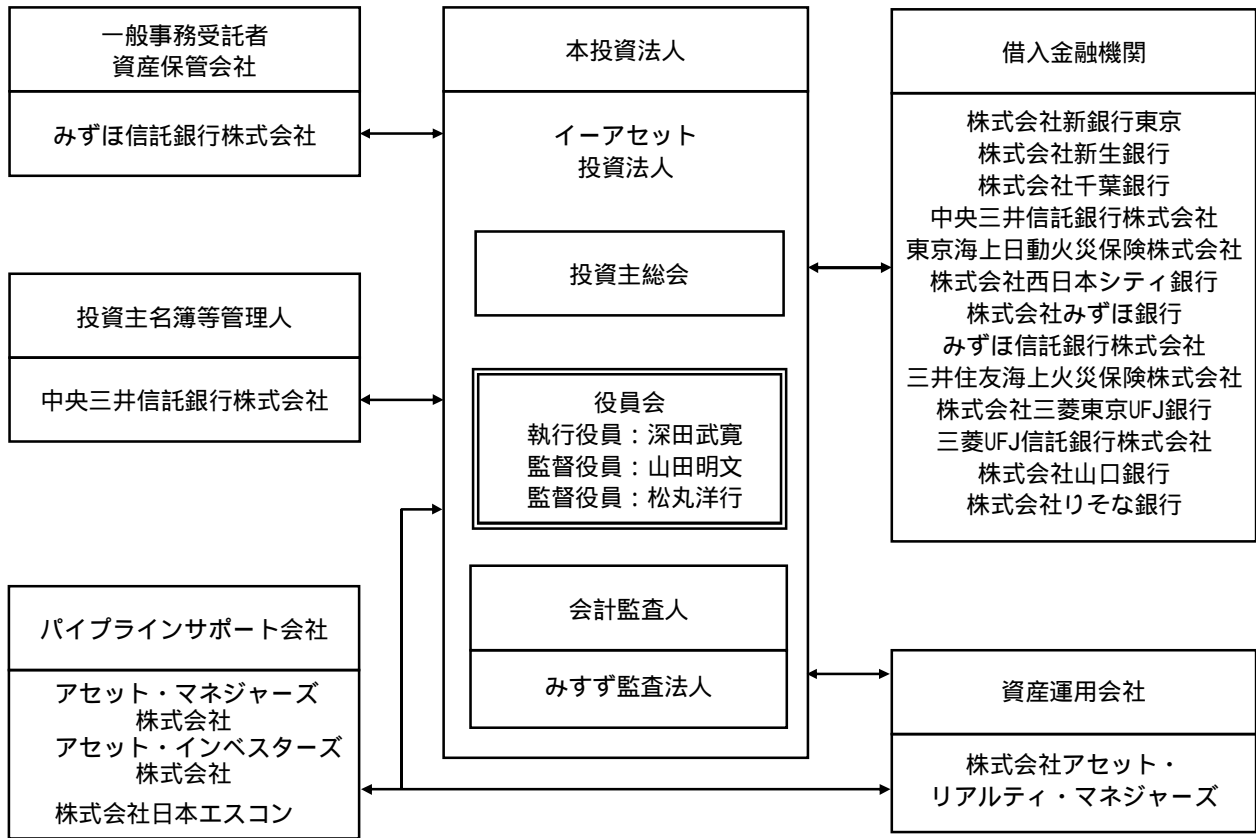 一般事務受託者
資産保管会社
みずほ信託銀行株式会社
投資主名簿等管理人
中央三井信託銀行株式会社
パイプラインサポート会社
アセット・マネジャーズ
株式会社
アセット・インベスターズ
株式会社
株式会社日本エスコン
本投資法人
イーアセット
投資法人
投資主総会
役員会
執行役員：深田武寛
監督役員：山田明文
監督役員：松丸洋行
会計監査人
みすず監査法人
借入金融機関
株式会社新銀行東京
株式会社新生銀行
株式会社千葉銀行
中央三井信託銀行株式会社
東京海上日動火災保険株式会社
株式会社西日本シティ銀行
株式会社みずほ銀行
みずほ信託銀行株式会社
三井住友海上火災保険株式会社
株式会社三菱東京UFJ銀行
三菱UFJ信託銀行株式会社
株式会社山口銀行
株式会社りそな銀行
資産運用会社
株式会社アセット・
リアルティ・マネジャーズ